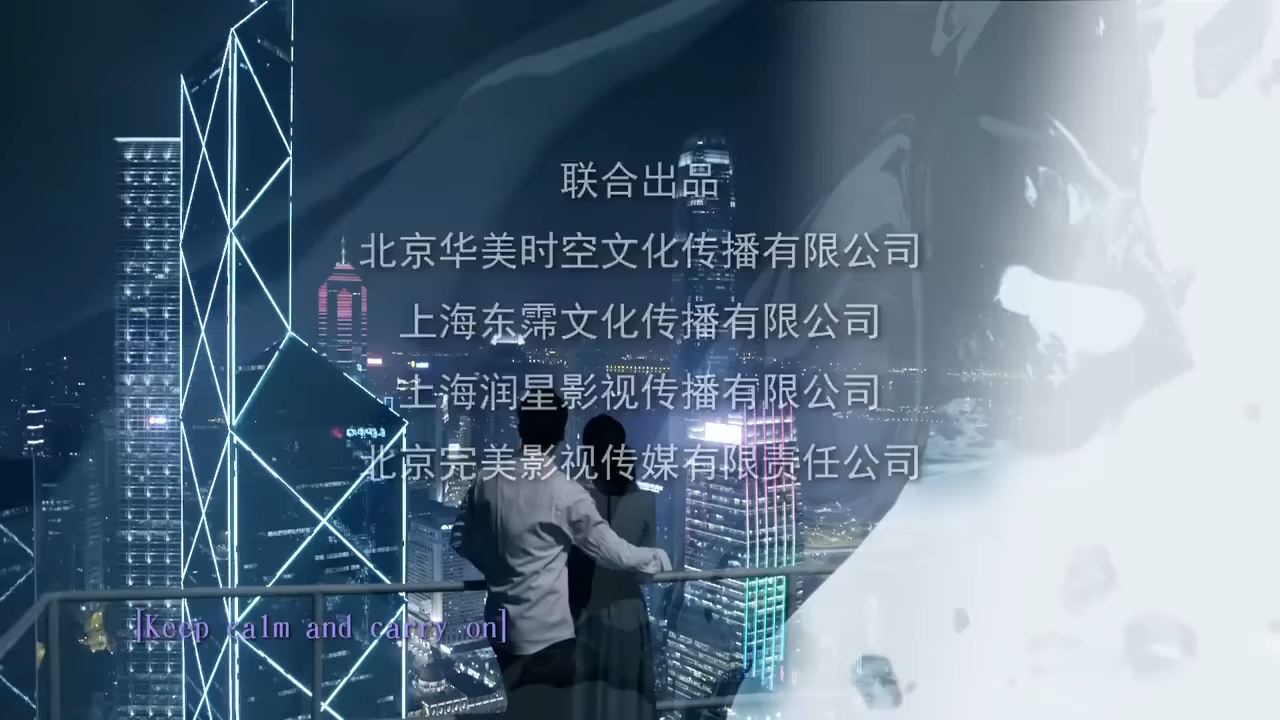 联合出品
北京华美时空文化传播有限公司
上海东霈文化传播有限公司
上海润星影视传播有限公司
北京完美影视传媒有限责任公司
[Keep calm and carry on]